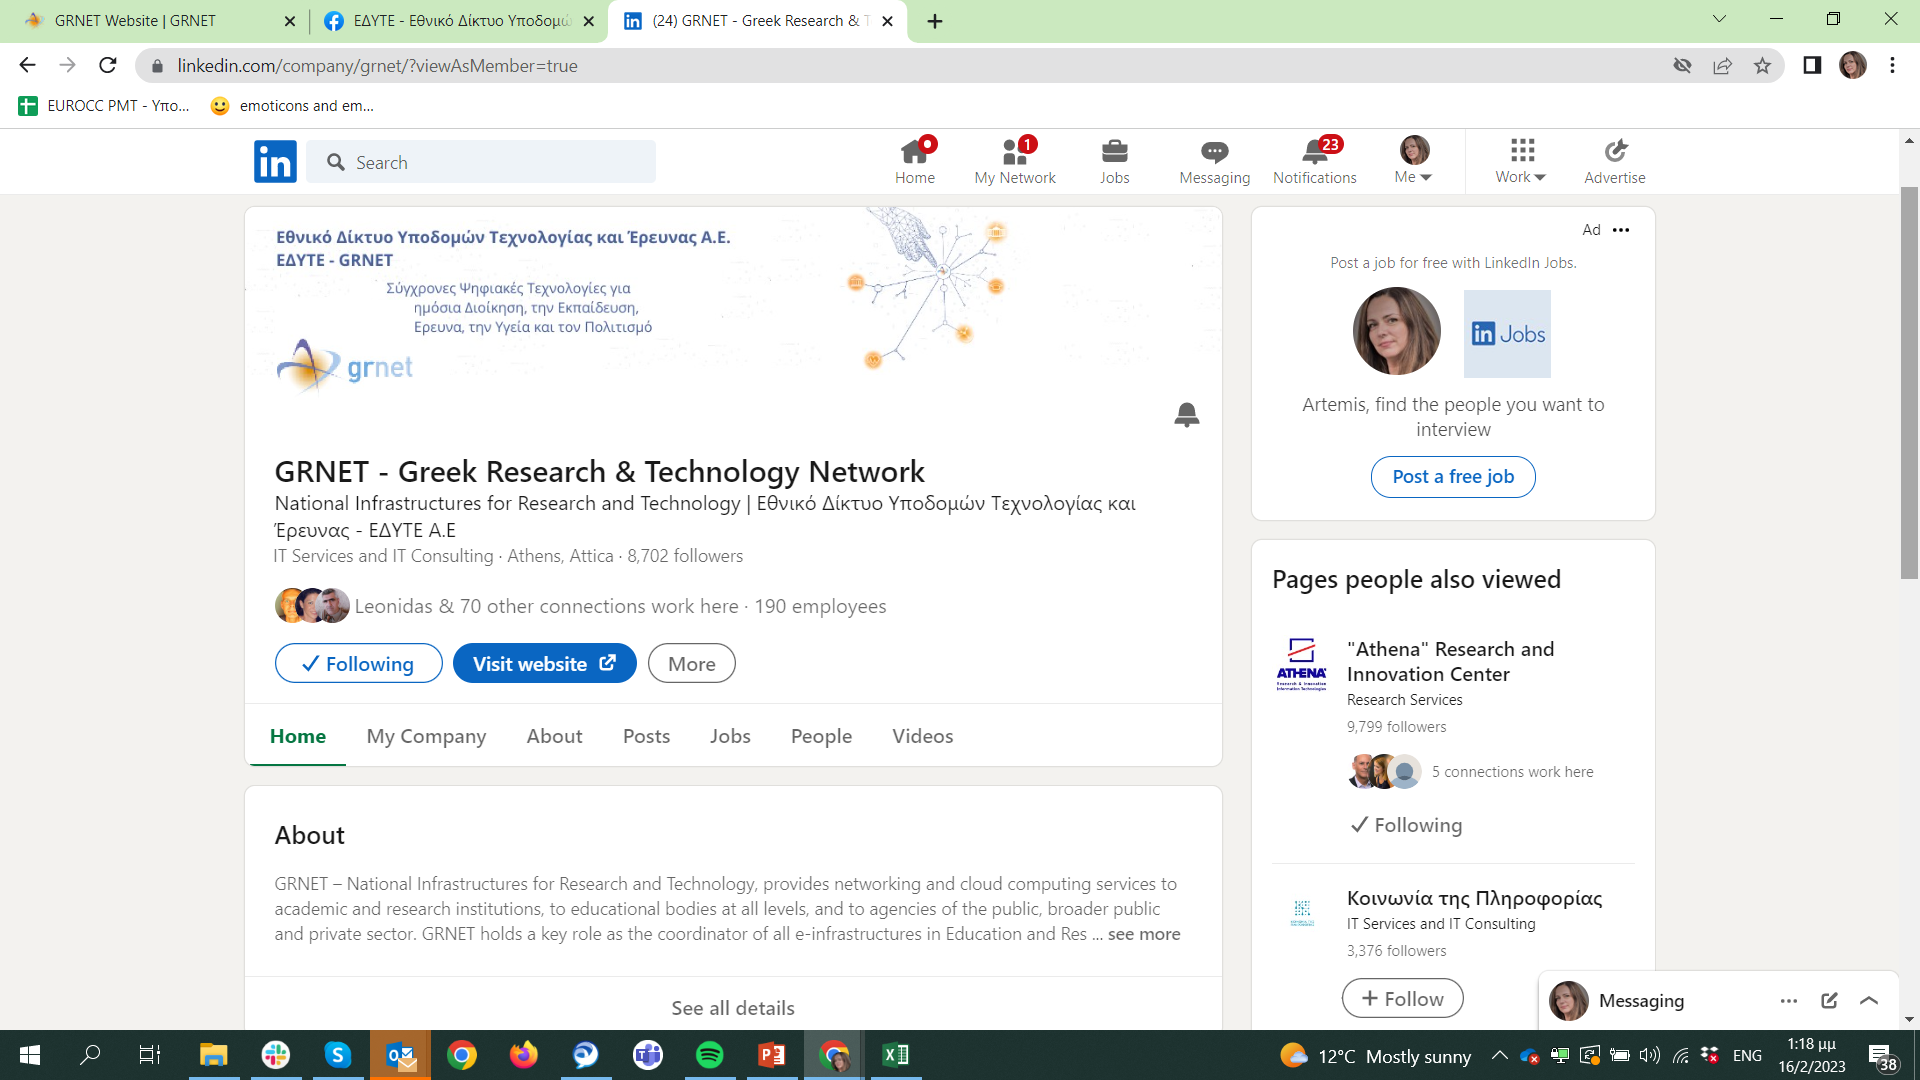 GRNET Website | GRNET
ΕΔΥΤΕ - Εθνικό Δίκτυο Υποδομώ
(24) GRNET - Greek Research & T
linkedin.com/company/grnet/?viewAsMember=true
EUROCC PMT - Υπο...
emoticons and em...
in
Search
Home
1
My Network
Jobs
Messaging
23
Notifications
Me
Work
Advertise
Εθνικό Δίκτυο Υποδομών Τεχνολογίας και Έρευνας Α.Ε.
ΕΔΥΤΕ - GRNET
Σύγχρονες Ψηφιακές Τεχνολογίες για
ημόσια Διοίκηση, την Εκπαίδευση,
Ερευνα, την Υγεία και τον Πολιτισμό
grnet
GRNET - Greek Research & Technology Network
National Infrastructures for Research and Technology | Εθνικό Δίκτυο Υποδομών Τεχνολογίας και
Έρευνας - ΕΔΥΤΕ Α.Ε
IT Services and IT Consulting · Athens, Attica · 8,702 followers
Leonidas & 70 other connections work here · 190 employees
Following
Visit website
More
Home
My Company
About
Posts
Jobs
People
Videos
About
GRNET – National Infrastructures for Research and Technology, provides networking and cloud computing services to
academic and research institutions, to educational bodies at all levels, and to agencies of the public, broader public
and private sector. GRNET holds a key role as the coordinator of all e-infrastructures in Education and Res ... see more
See all details
Ad
Post a job for free with LinkedIn Jobs.
in Jobs
Artemis, find the people you want to
interview
Post a free job
Pages people also viewed
ATHENA
Research & Innovation
Information Technologies
"Athena" Research and
Innovation Center
Research Services
9,799 followers
5 connections work here
Following
Κοινωνία της Πληροφορίας
IT Services and IT Consulting
3,376 followers
+ Follow
Messaging
12°C Mostly sunny
ENG
1:18 μμ
16/2/2023
38